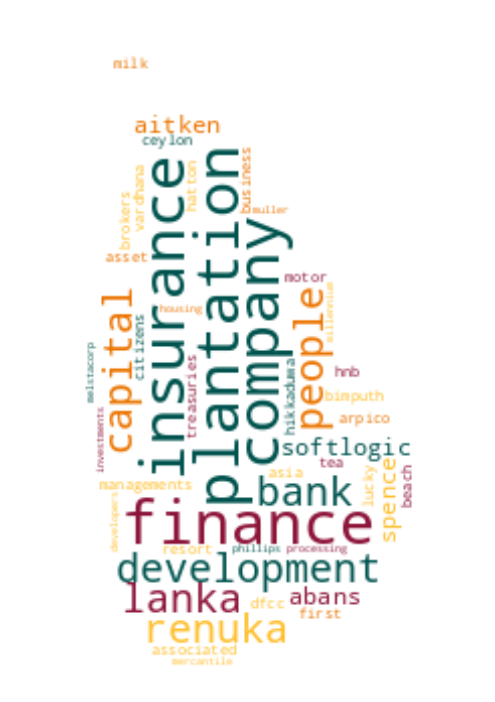 milk
aitken
ceylon
insurance
plantation
company
business
hatton
vardhana
brokers
muller
asset
motor
capital
people
millennium
housing
citizens
treasuries
hikkaduwa
melstacorp
hnb
bimputh
arpico
investments
softlogic
tea
asia
lucky
spence
beach
managements
bank
developers
finance
resort
phillips
processing
development
lanka
dfcc
abans
first
renuka
associated
mercantile